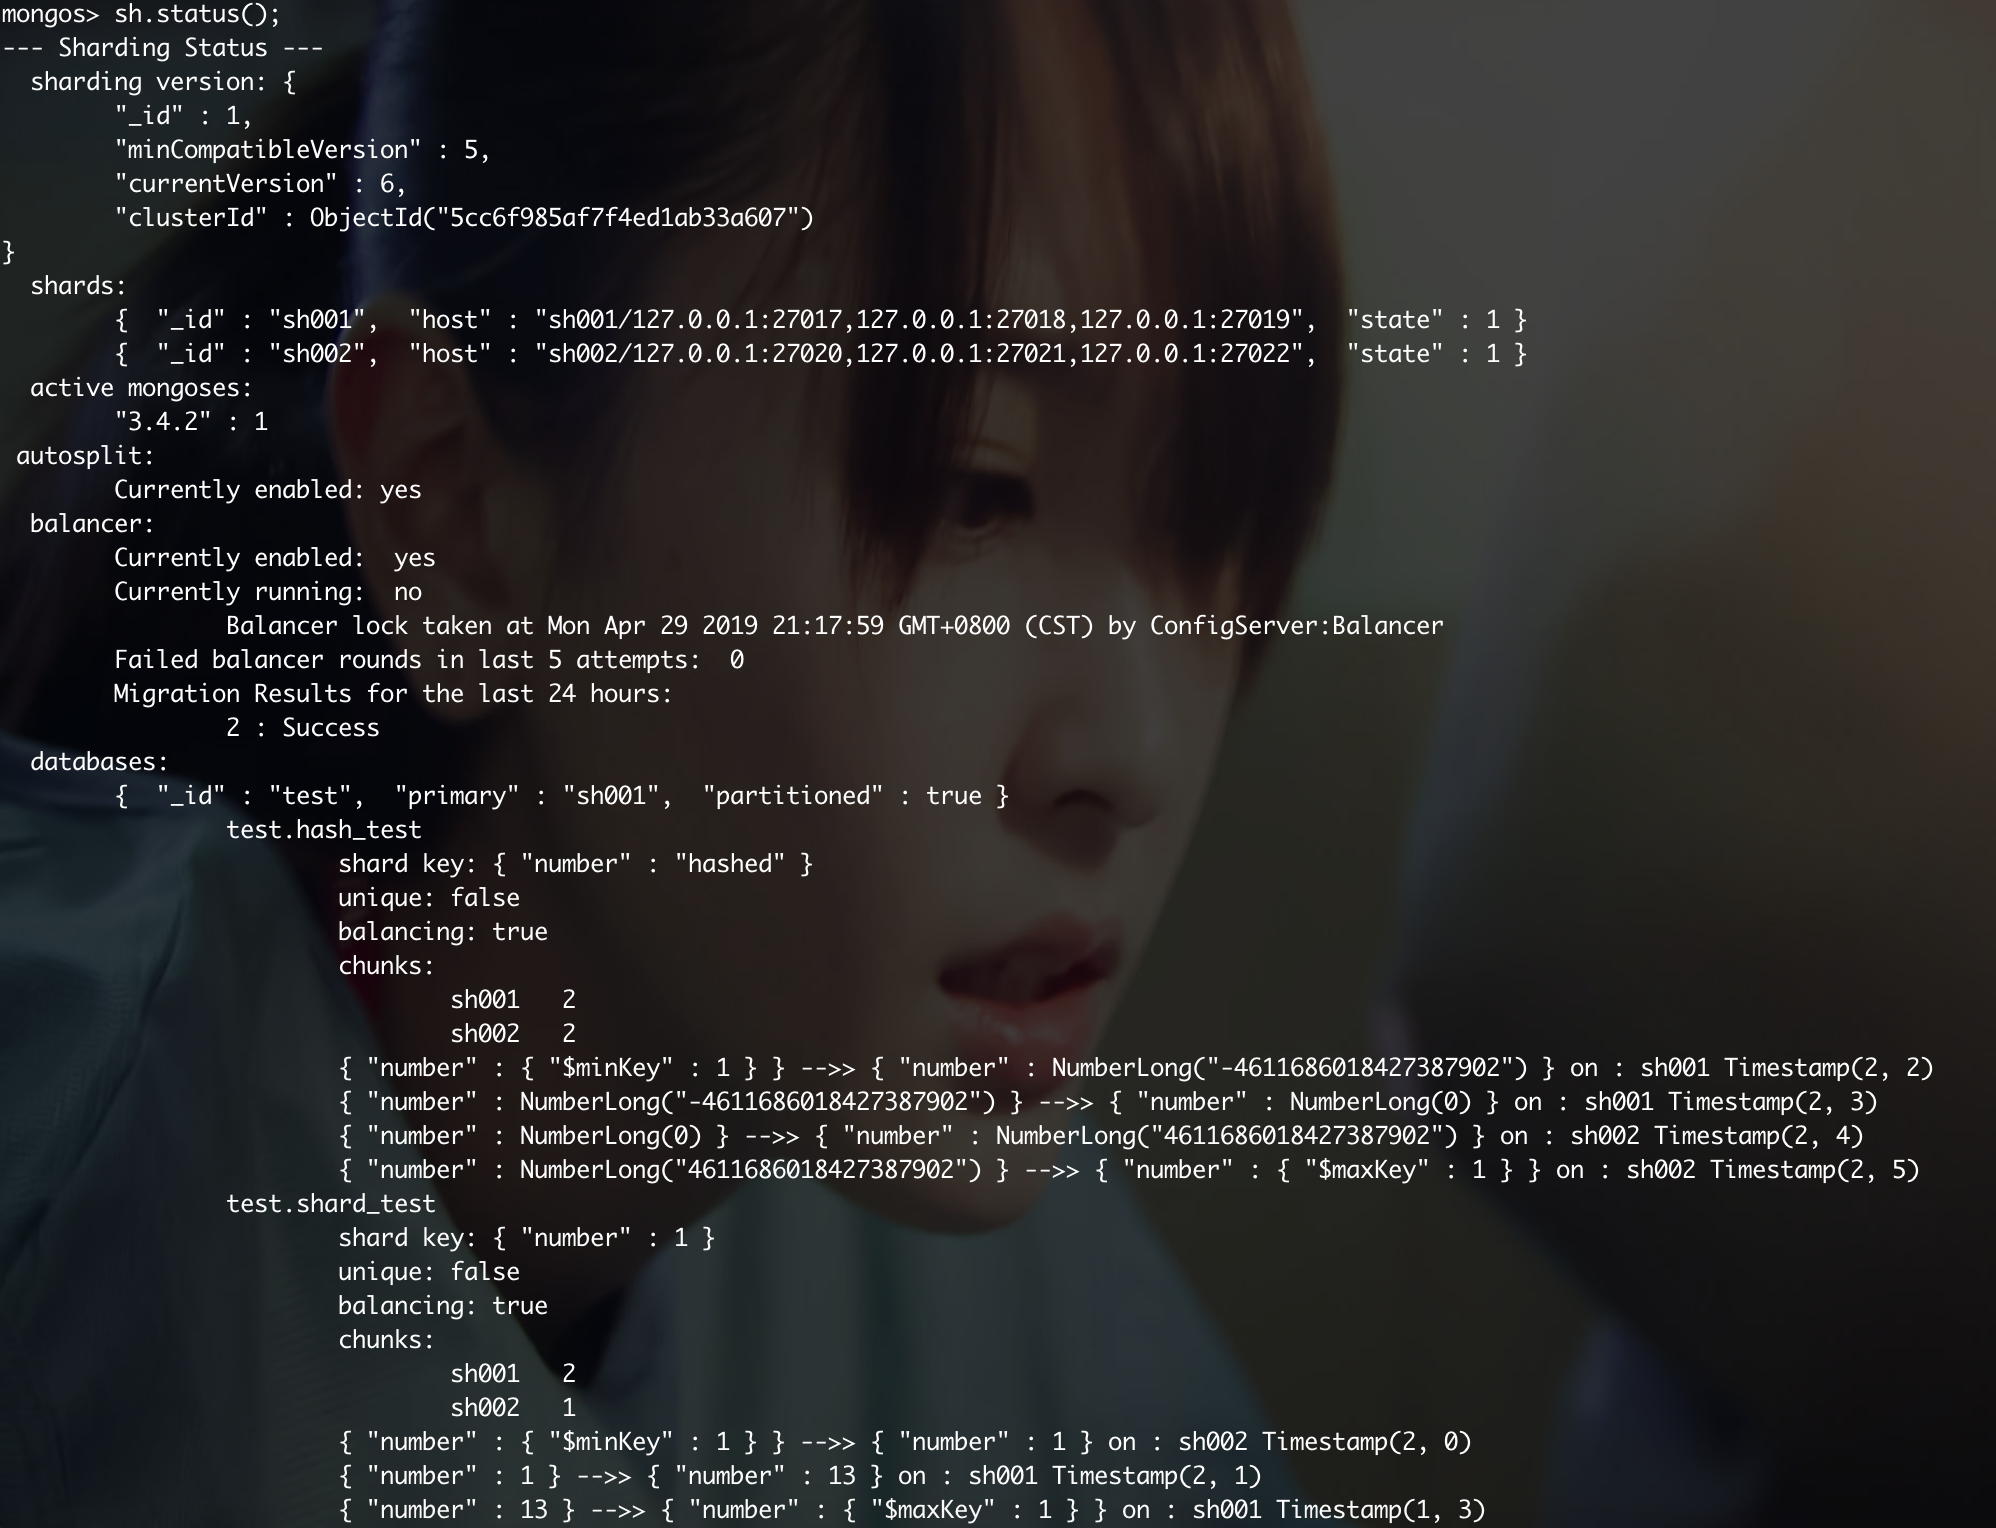 mongos> sh.status();
--- Sharding Status ---
  sharding version: {
        "_id" : 1,
        "minCompatibleVersion" : 5,
        "currentVersion" : 6,
        "clusterId" : ObjectId("5cc6f985af7f4ed1ab33a607")
}
  shards:
        {  "_id" : "sh001",  "host" : "sh001/127.0.0.1:27017,127.0.0.1:27018,127.0.0.1:27019",  "state" : 1 }
        {  "_id" : "sh002",  "host" : "sh002/127.0.0.1:27020,127.0.0.1:27021,127.0.0.1:27022",  "state" : 1 }
  active mongoses:
        "3.4.2" : 1
 autosplit:
        Currently enabled: yes
  balancer:
        Currently enabled:  yes
        Currently running:  no
                Balancer lock taken at Mon Apr 29 2019 21:17:59 GMT+0800 (CST) by ConfigServer:Balancer
        Failed balancer rounds in last 5 attempts:  0
        Migration Results for the last 24 hours:
                2 : Success
  databases:
        {  "_id" : "test",  "primary" : "sh001",  "partitioned" : true }
                test.hash_test
                        shard key: { "number" : "hashed" }
                        unique: false
                        balancing: true
                        chunks:
                                sh001   2
                                sh002   2
                        { "number" : { "$minKey" : 1 } } -->> { "number" : NumberLong("-4611686018427387902") } on : sh001 Timestamp(2, 2)
                        { "number" : NumberLong("-4611686018427387902") } -->> { "number" : NumberLong(0) } on : sh001 Timestamp(2, 3)
                        { "number" : NumberLong(0) } -->> { "number" : NumberLong("4611686018427387902") } on : sh002 Timestamp(2, 4)
                        { "number" : NumberLong("4611686018427387902") } -->> { "number" : { "$maxKey" : 1 } } on : sh002 Timestamp(2, 5)
                test.shard_test
                        shard key: { "number" : 1 }
                        unique: false
                        balancing: true
                        chunks:
                                sh001   2
                                sh002   1
                        { "number" : { "$minKey" : 1 } } -->> { "number" : 1 } on : sh002 Timestamp(2, 0)
                        { "number" : 1 } -->> { "number" : 13 } on : sh001 Timestamp(2, 1)
                        { "number" : 13 } -->> { "number" : { "$maxKey" : 1 } } on : sh001 Timestamp(1, 3)